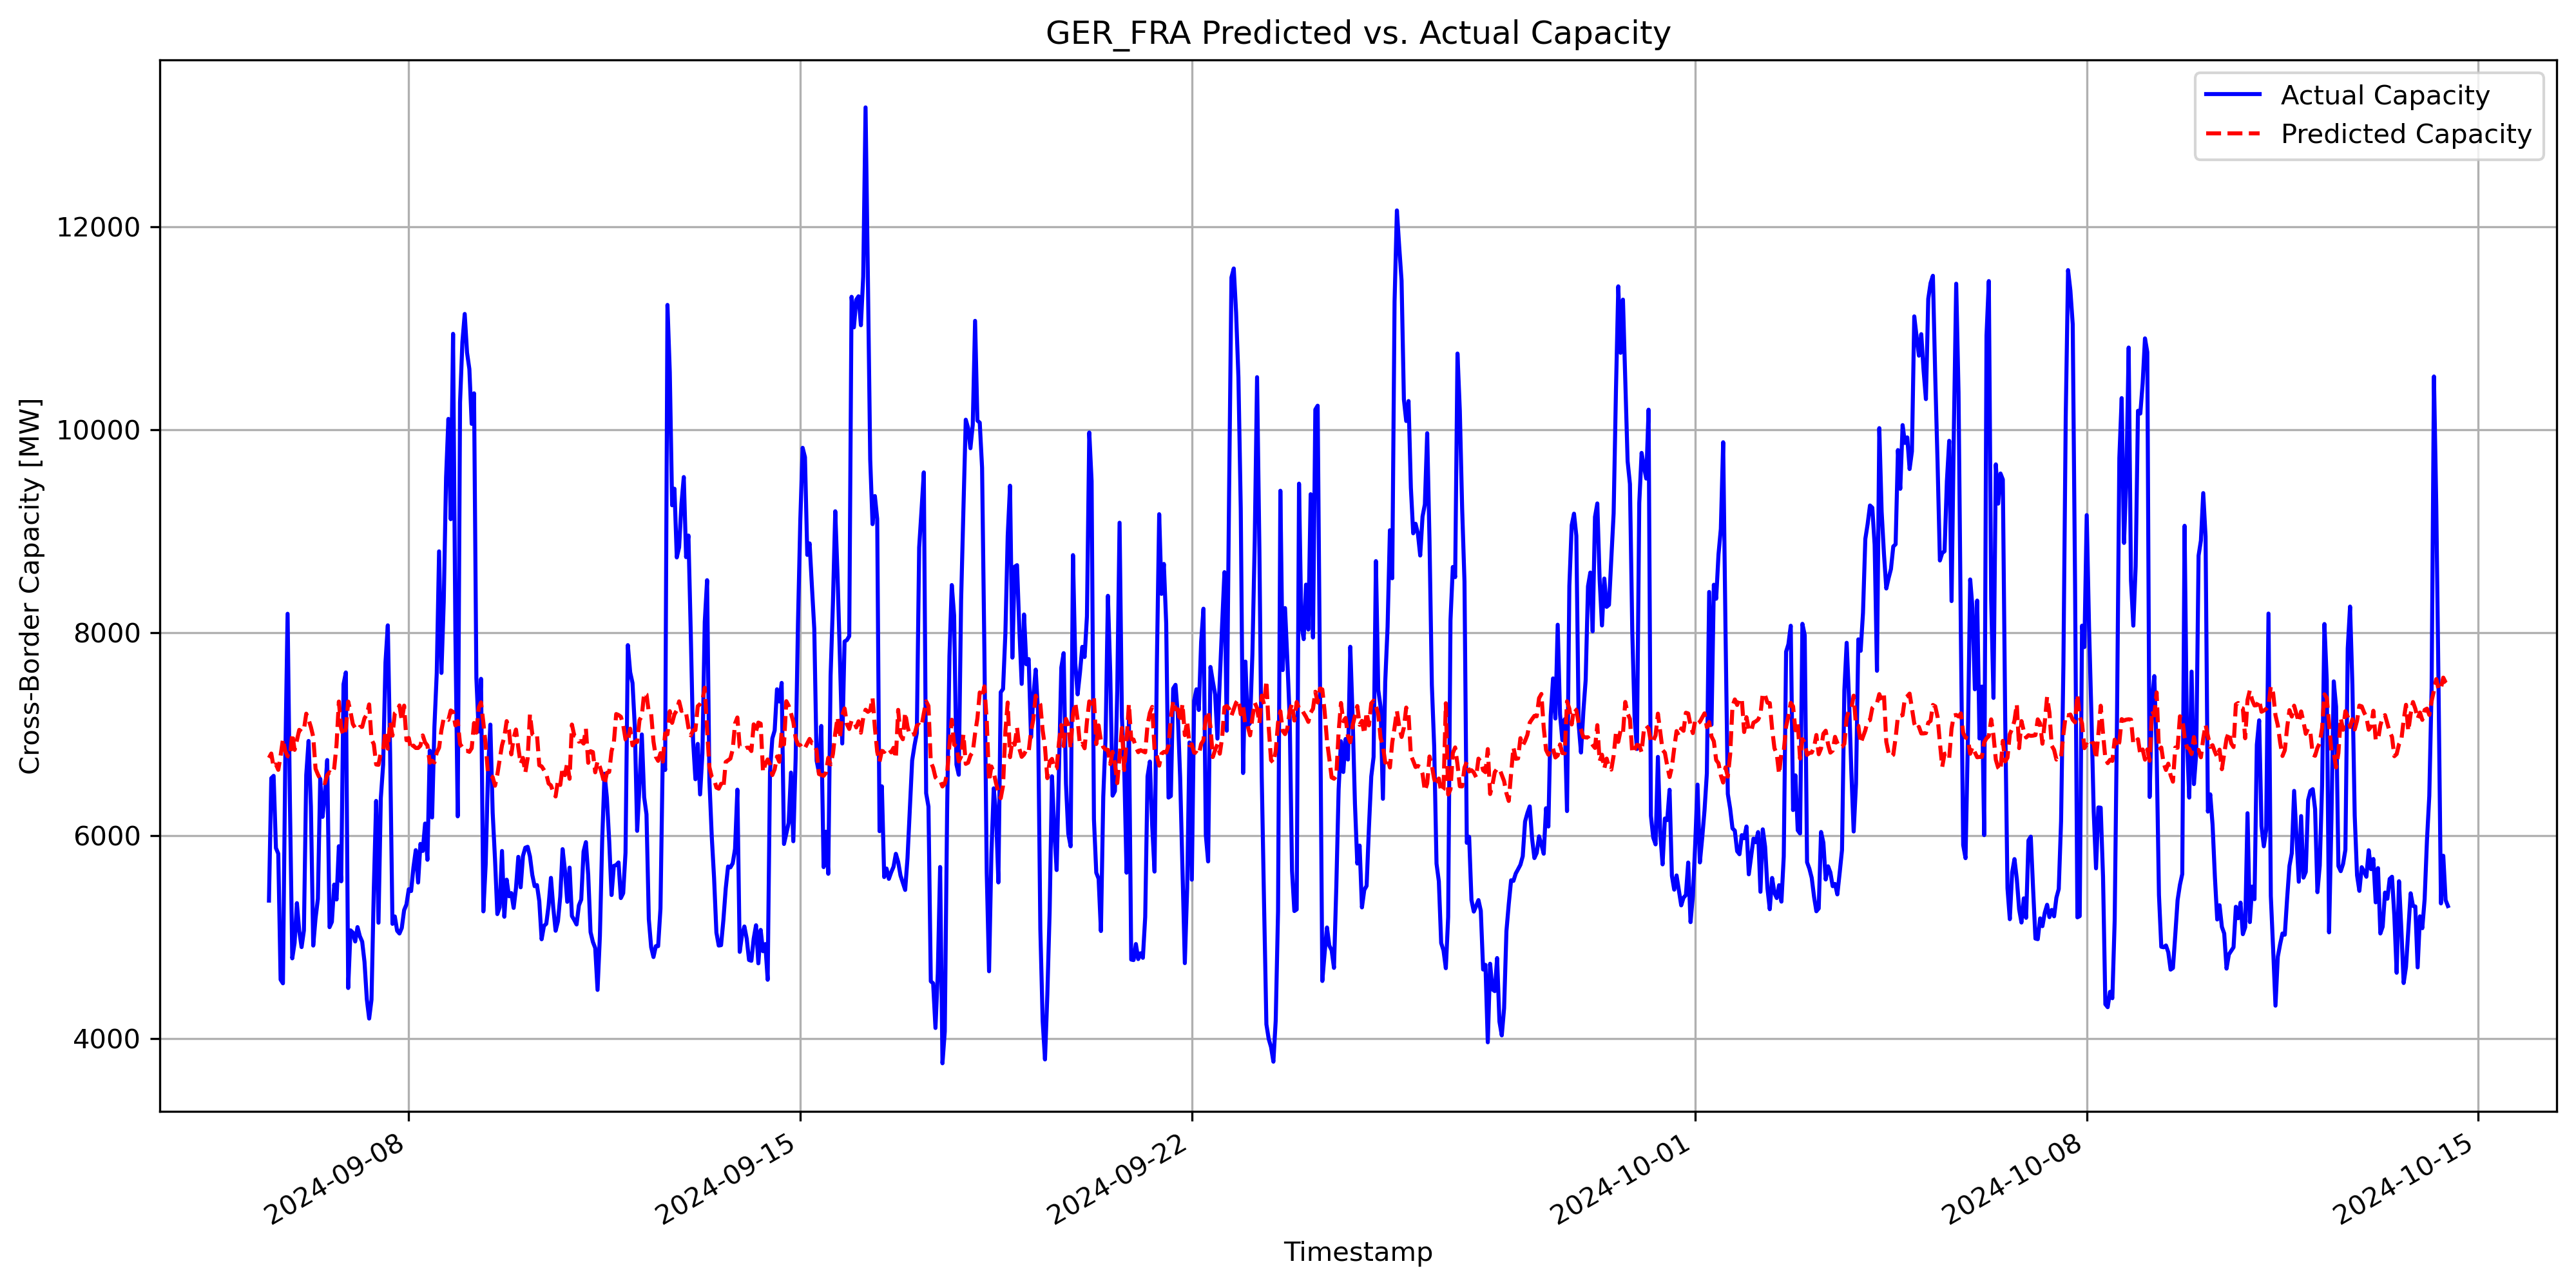 GER_FRA Predicted vs. Actual Capacity
Actual Capacity
Predicted Capacity
Cross-Border Capacity [MW]
12000
10000
8000
6000
4000
2024-09-08
2024-09-15
2024-09-22
2024-10-01
2024-10-08
2024-10-15
Timestamp